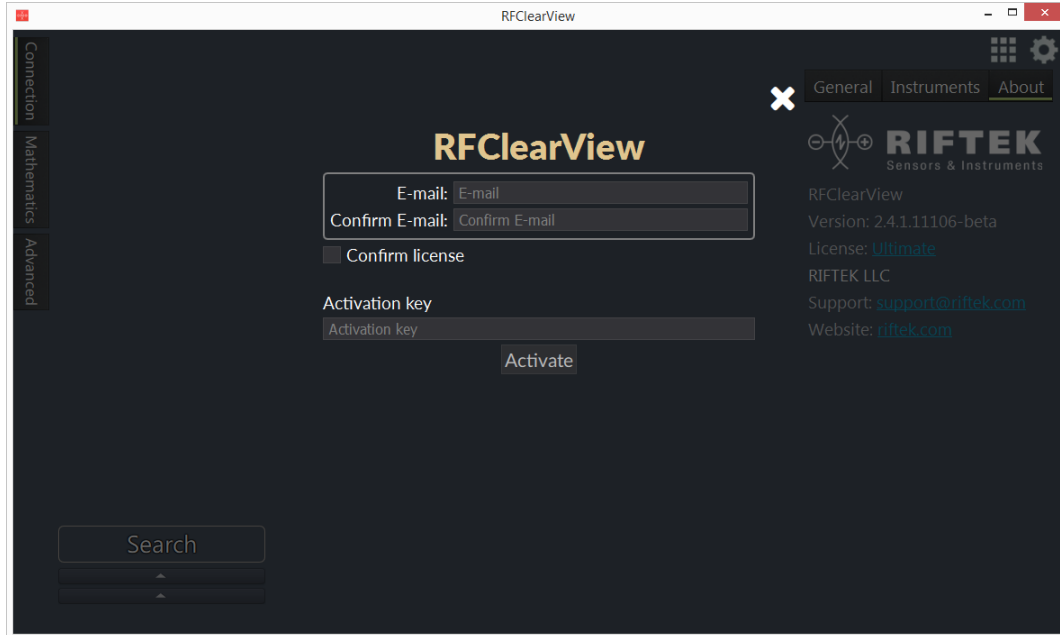 RFClearView
Connection
Mathematics
Advanced
General Instruments About
RIFTEK
Sensors & Instruments
RFClearView
Version: 2.4.1.11106-beta
License: Ultimate
RIFTEK LLC
Support: support@riftek.com
Website: riftek.com
RFClearView
E-mail: E-mail
Confirm E-mail: Confirm E-mail
Confirm license
Activation key
Activation key
Activate
Search